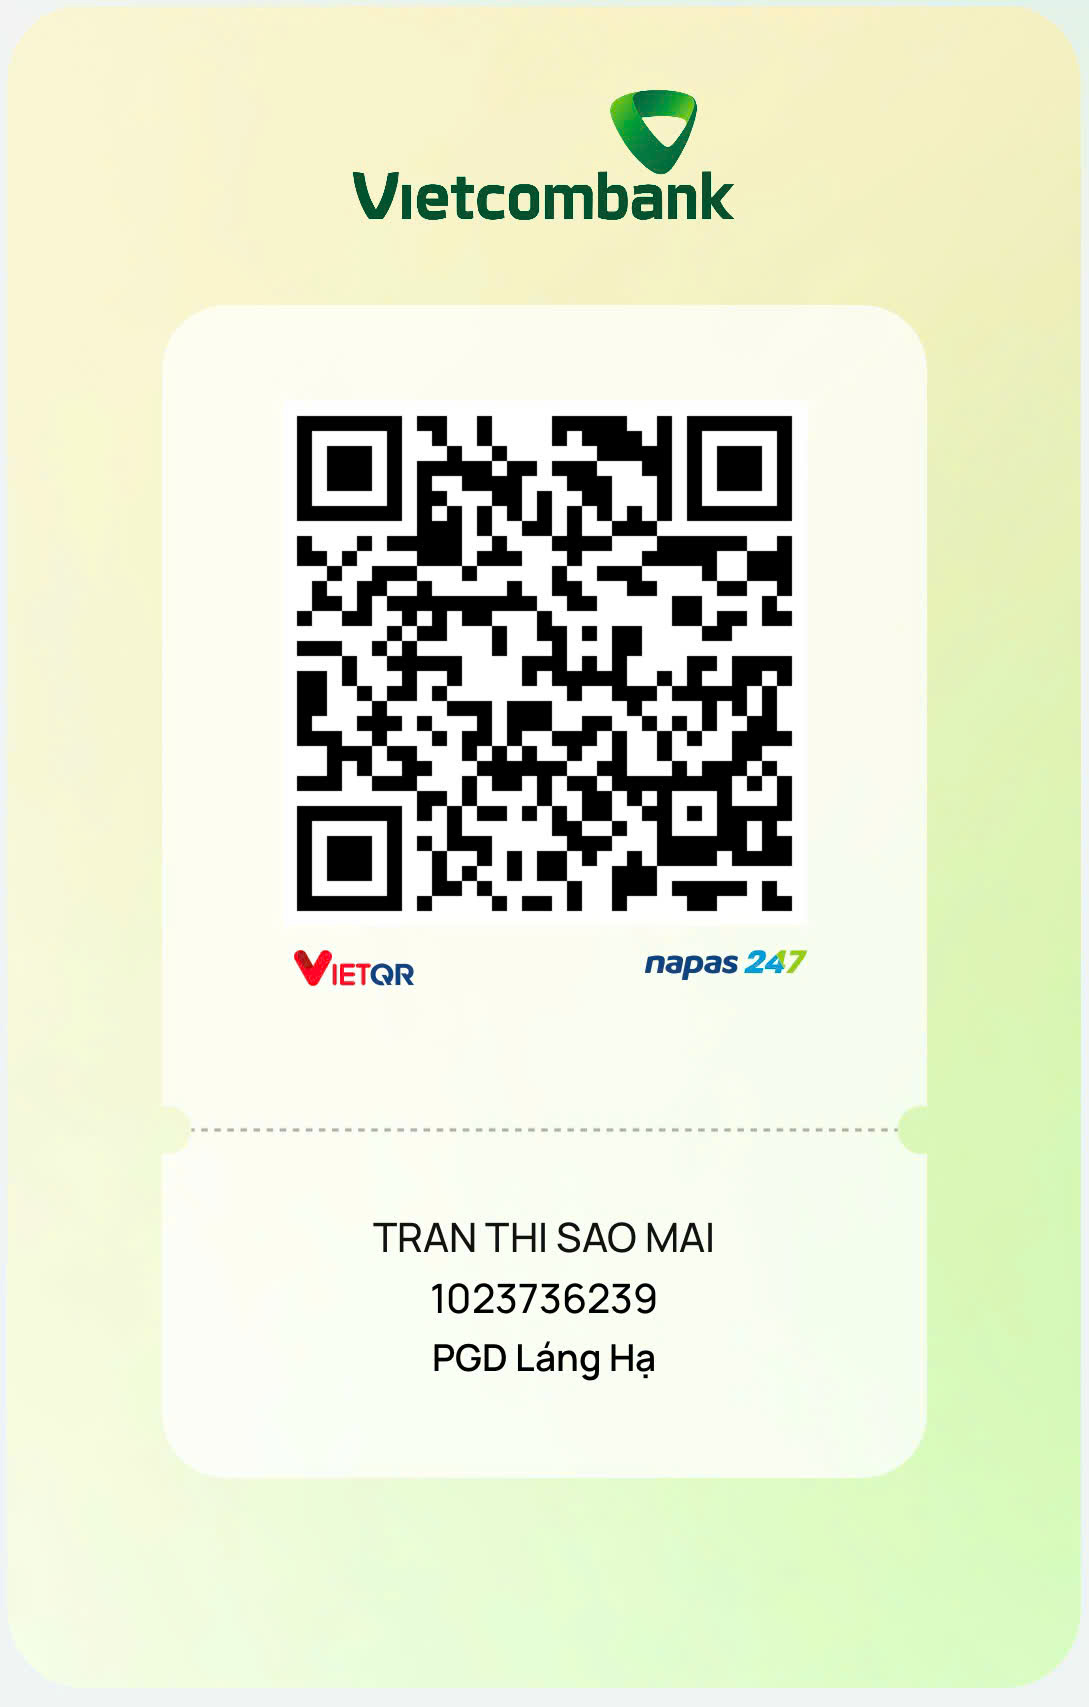 Vietcombank
VIETQR
napas 247
TRAN THI SAO MAI
1023736239
PGD Láng Hạ